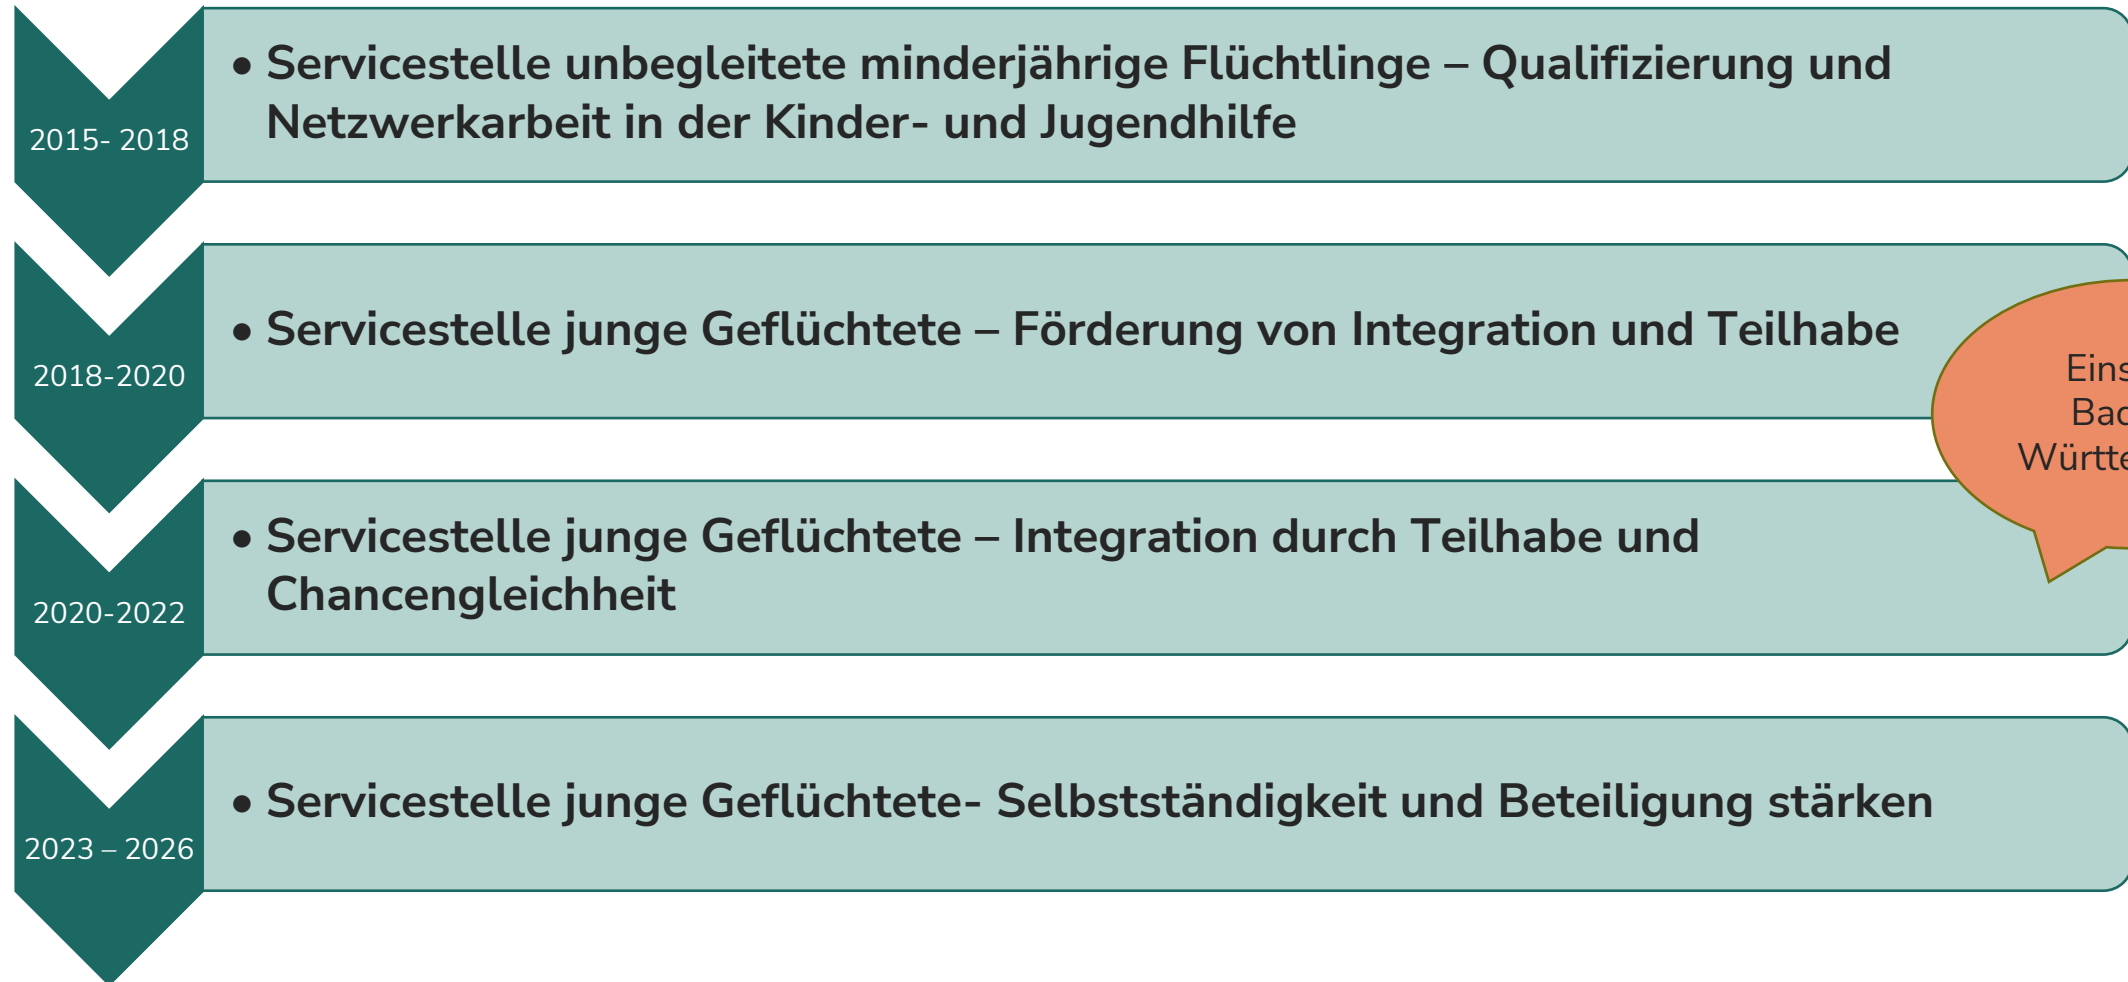 2015- 2018
• Servicestelle unbegleitete minderjährige Flüchtlinge – Qualifizierung und
Netzwerkarbeit in der Kinder- und Jugendhilfe
2018-2020
• Servicestelle junge Geflüchtete – Förderung von Integration und Teilhabe
2020-2022
• Servicestelle junge Geflüchtete – Integration durch Teilhabe und
Chancengleichheit
2023 – 2026
• Servicestelle junge Geflüchtete- Selbstständigkeit und Beteiligung stärken